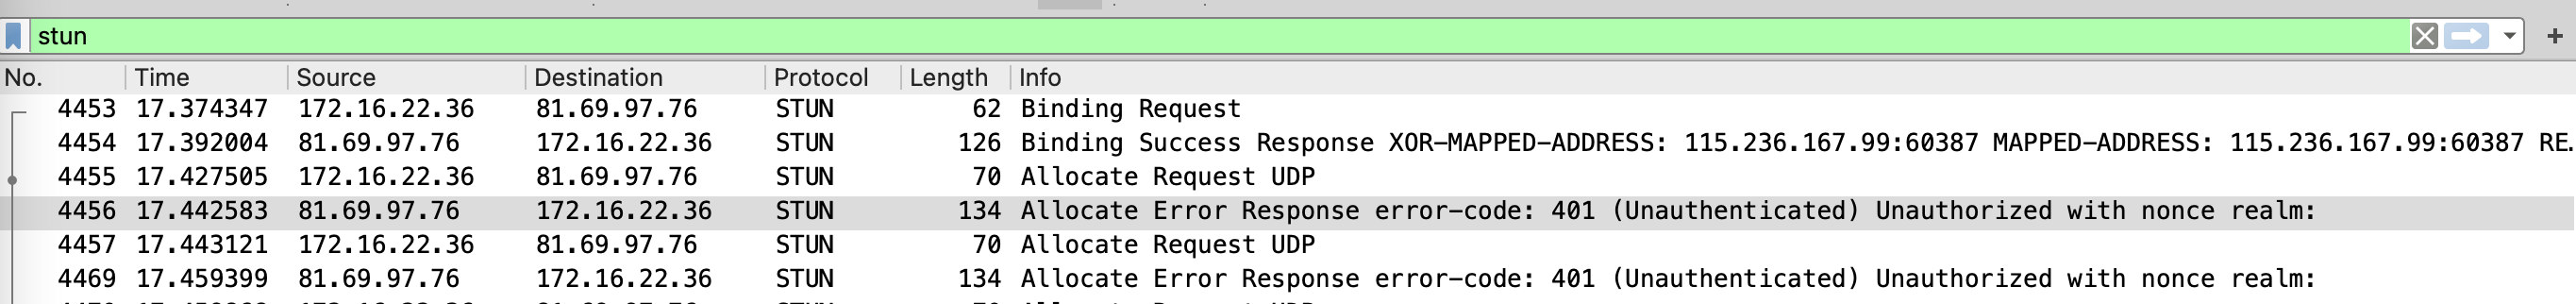 stun
No. Time Source Destination Protocol Length Info
4453 17.374347 172.16.22.36 81.69.97.76 STUN 62 Binding Request
4454 17.392004 81.69.97.76 172.16.22.36 STUN 126 Binding Success Response XOR-MAPPED-ADDRESS: 115.236.167.99:60387 MAPPED-ADDRESS: 115.236.167.99:60387 RE…
4455 17.427505 172.16.22.36 81.69.97.76 STUN 70 Allocate Request UDP
4456 17.442583 81.69.97.76 172.16.22.36 STUN 134 Allocate Error Response error-code: 401 (Unauthenticated) Unauthorized with nonce realm:
4457 17.443121 172.16.22.36 81.69.97.76 STUN 70 Allocate Request UDP
4469 17.459399 81.69.97.76 172.16.22.36 STUN 134 Allocate Error Response error-code: 401 (Unauthenticated) Unauthorized with nonce realm: